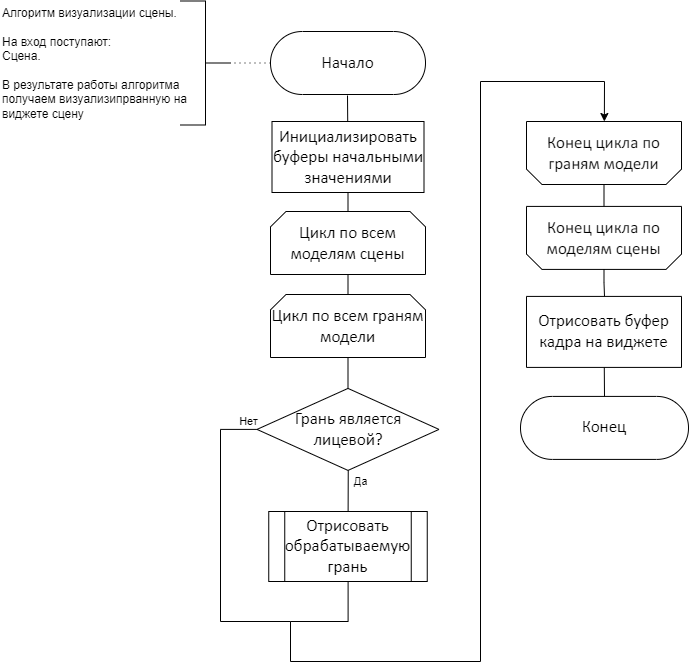 Алгоритм визуализации сцены.
На вход поступают:
Сцена.
В результате работы алгоритма
получаем визуализипрванную на
виджете сцену
Начало
Инициализировать
буферы начальными
значениями
Цикл по всем
моделям сцены
Цикл по всем граням
модели
Грань является
лицевой?
Нет
Да
Отрисовать
обрабатываемую
грань
Конец цикла по
граням модели
Конец цикла по
моделям сцены
Отрисовать буфер
кадра на виджете
Конец